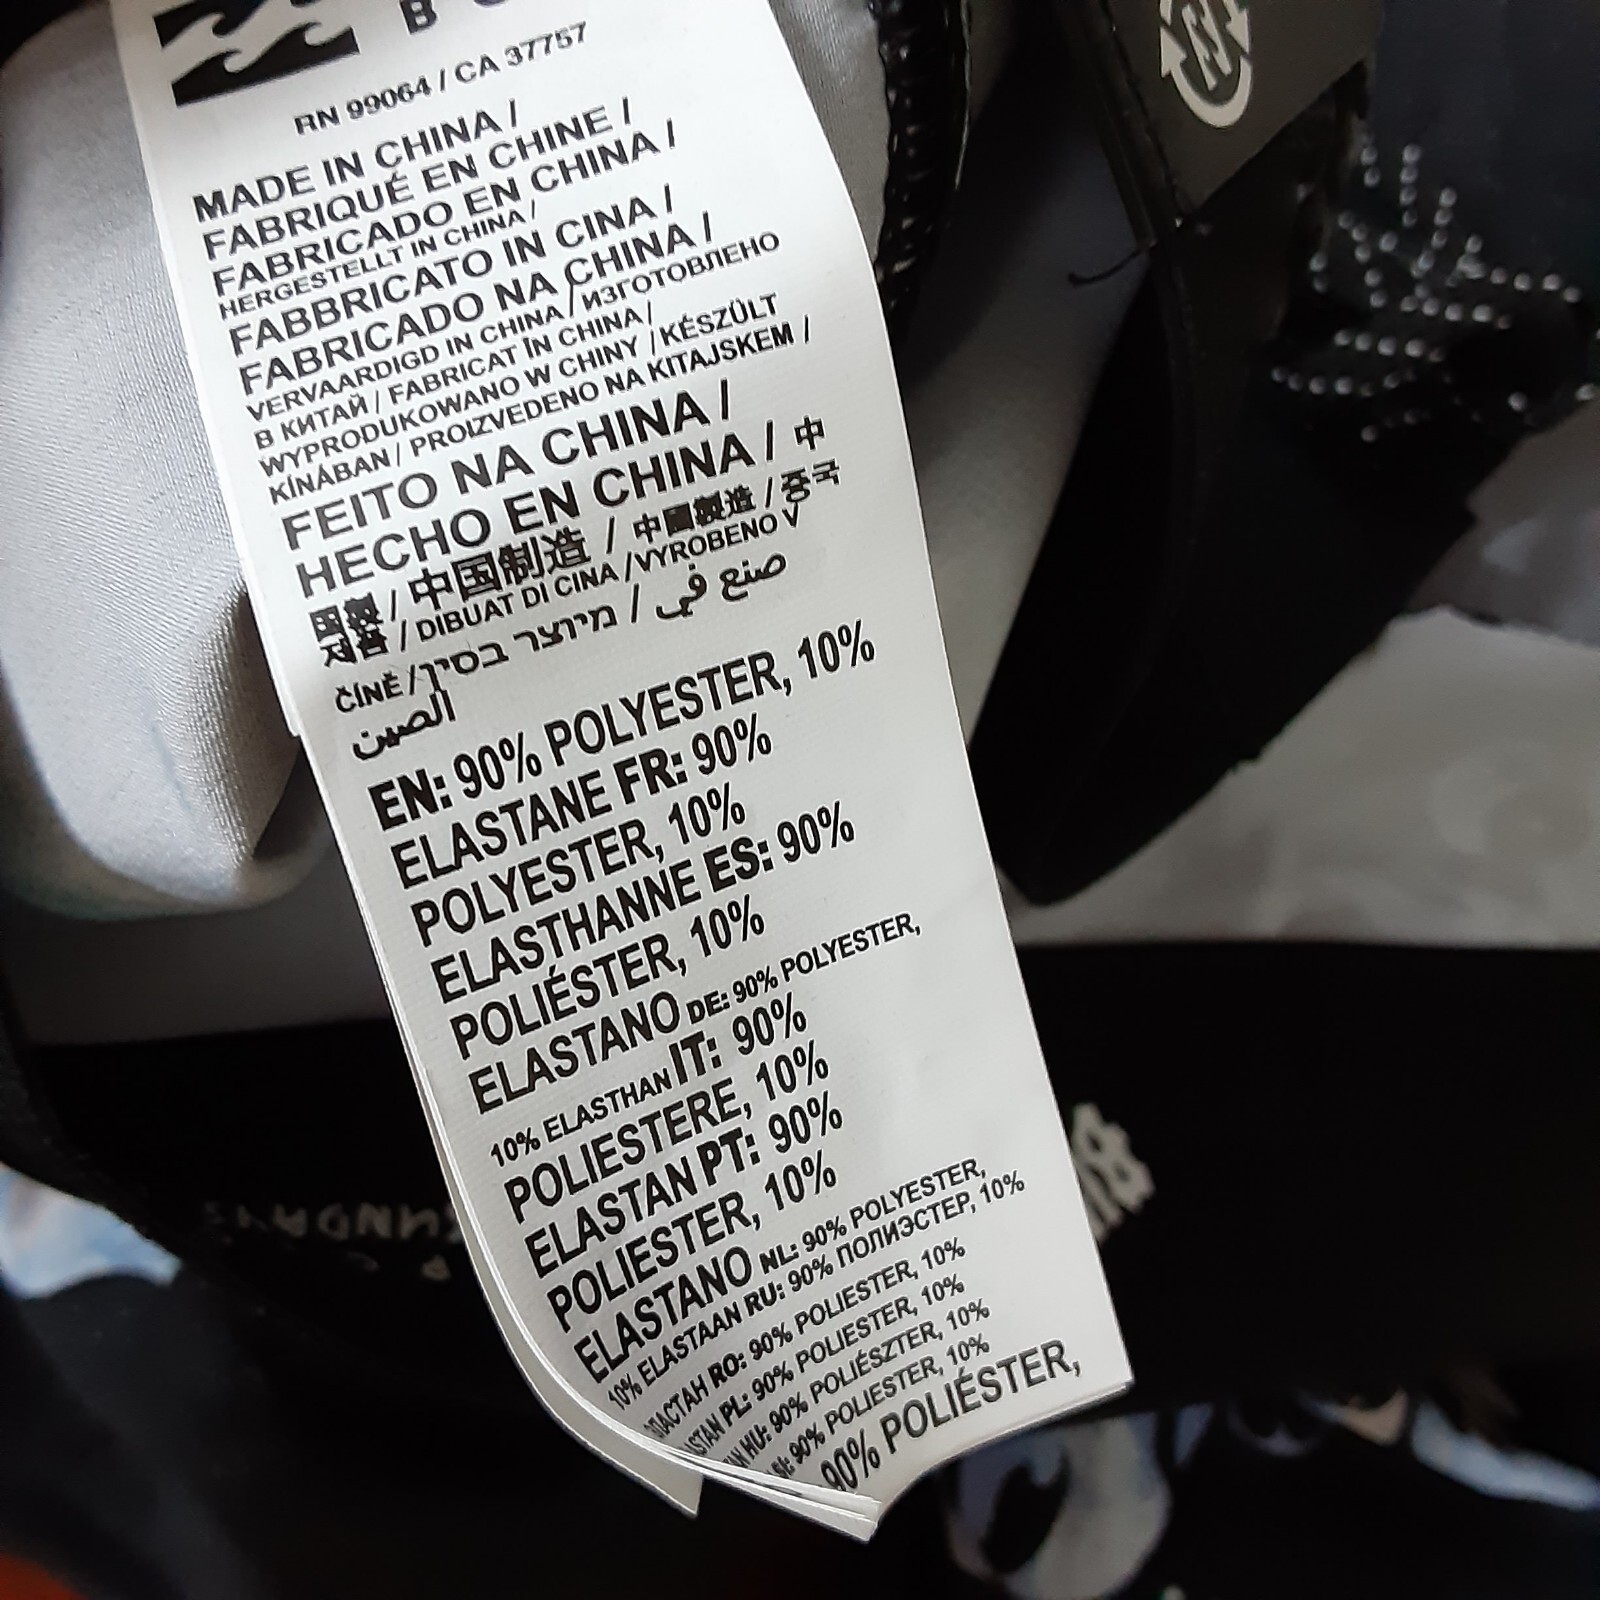 RN 99064 / CA 37757
MADE IN CHINA /
FABRIQUÉ EN CHINE /
FABRICADO EN CHINA /
HERGESTELLT IN CHINA /
FABBRICATO IN CINA /
FABRICADO NA CHINA /
VERVAARDIGD IN CHINA / ИЗГОТОВЛЕНО
В КИТАЙ / FABRICAT ÎN CHINA /
WYPRODUKOWANO W CHINY / KÉSZÜLT
KÍNÁBAN / PROIZVEDENO NA KITAJSKEM /
FEITO NA CHINA /
HECHO EN CHINA / 中
国製 / 中国制造 / 中國製造 / 중국
제품 / DIBUAT DI CINA /VYROBENO V
ČÍNĚ / מיוצר בסין / صنع في
الصين
EN: 90% POLYESTER, 10%
ELASTANE FR: 90%
POLYESTER, 10%
ELASTHANNE ES: 90%
POLIÉSTER, 10%
ELASTANO DE: 90% POLYESTER,
10% ELASTHAN IT: 90%
POLIESTERE, 10%
ELASTAN PT: 90%
POLIESTER, 10%
ELASTANO NL: 90% POLYESTER,
10% ELASTAAN RU: 90% ПОЛИЭСТЕР, 10%
RO: 90% POLIESTER, 10%
PL: 90% POLIESTER, 10%
HU: 90% POLIÉSZTER, 10%
90% POLIESTER, 10%
90% POLIÉSTER,